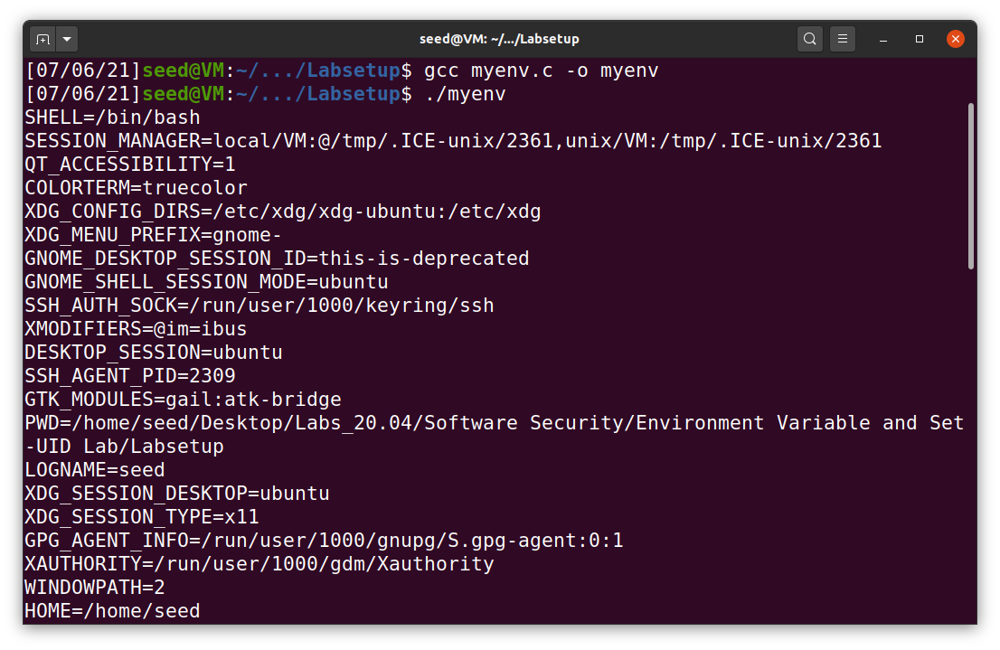 seed@VM: ~/.../Labsetup
[07/06/21]seed@VM:~/.../Labsetup$ gcc myenv.c -o myenv
[07/06/21]seed@VM:~/.../Labsetup$ ./myenv
SHELL=/bin/bash
SESSION_MANAGER=local/VM:@/tmp/.ICE-unix/2361,unix/VM:/tmp/.ICE-unix/2361
QT_ACCESSIBILITY=1
COLORTERM=truecolor
XDG_CONFIG_DIRS=/etc/xdg/xdg-ubuntu:/etc/xdg
XDG_MENU_PREFIX=gnome-
GNOME_DESKTOP_SESSION_ID=this-is-deprecated
GNOME_SHELL_SESSION_MODE=ubuntu
SSH_AUTH_SOCK=/run/user/1000/keyring/ssh
XMODIFIERS=@im=ibus
DESKTOP_SESSION=ubuntu
SSH_AGENT_PID=2309
GTK_MODULES=gail:atk-bridge
PWD=/home/seed/Desktop/Labs_20.04/Software Security/Environment Variable and Set
-UID Lab/Labsetup
LOGNAME=seed
XDG_SESSION_DESKTOP=ubuntu
XDG_SESSION_TYPE=x11
GPG_AGENT_INFO=/run/user/1000/gnupg/S.gpg-agent:0:1
XAUTHORITY=/run/user/1000/gdm/Xauthority
WINDOWPATH=2
HOME=/home/seed